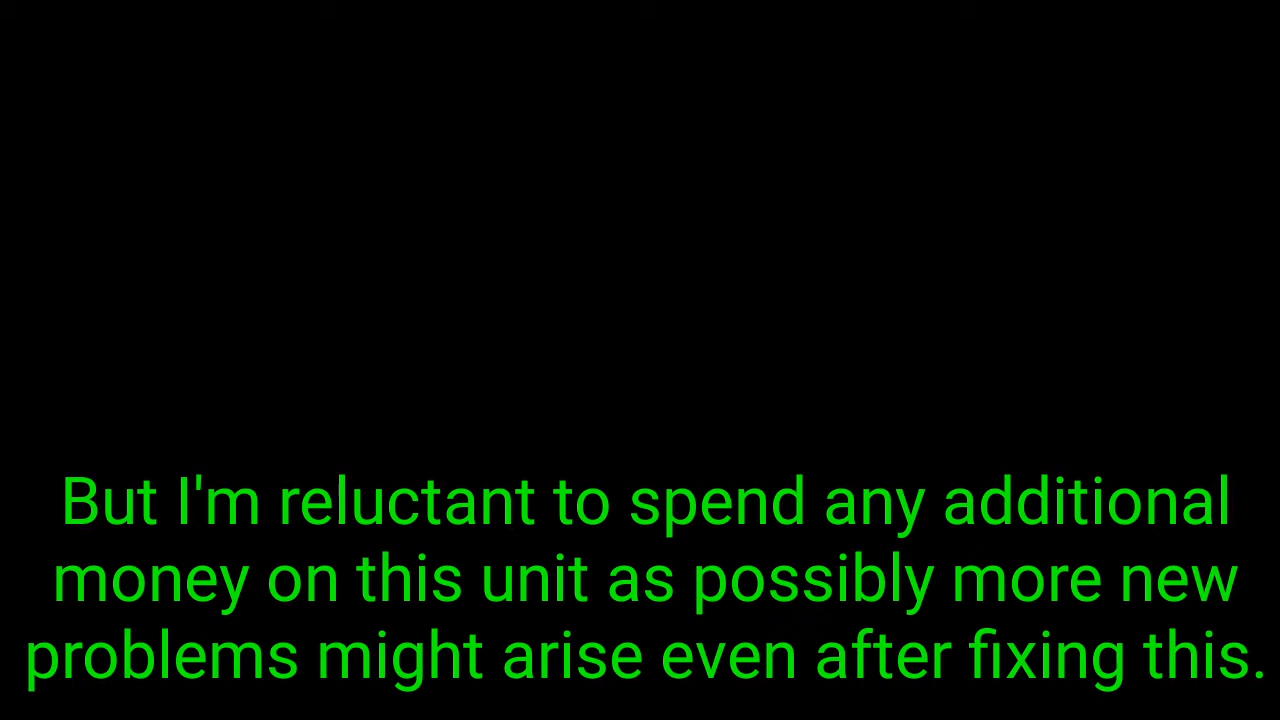 But I'm reluctant to spend any additional
money on this unit as possibly more new
problems might arise even after fixing this.